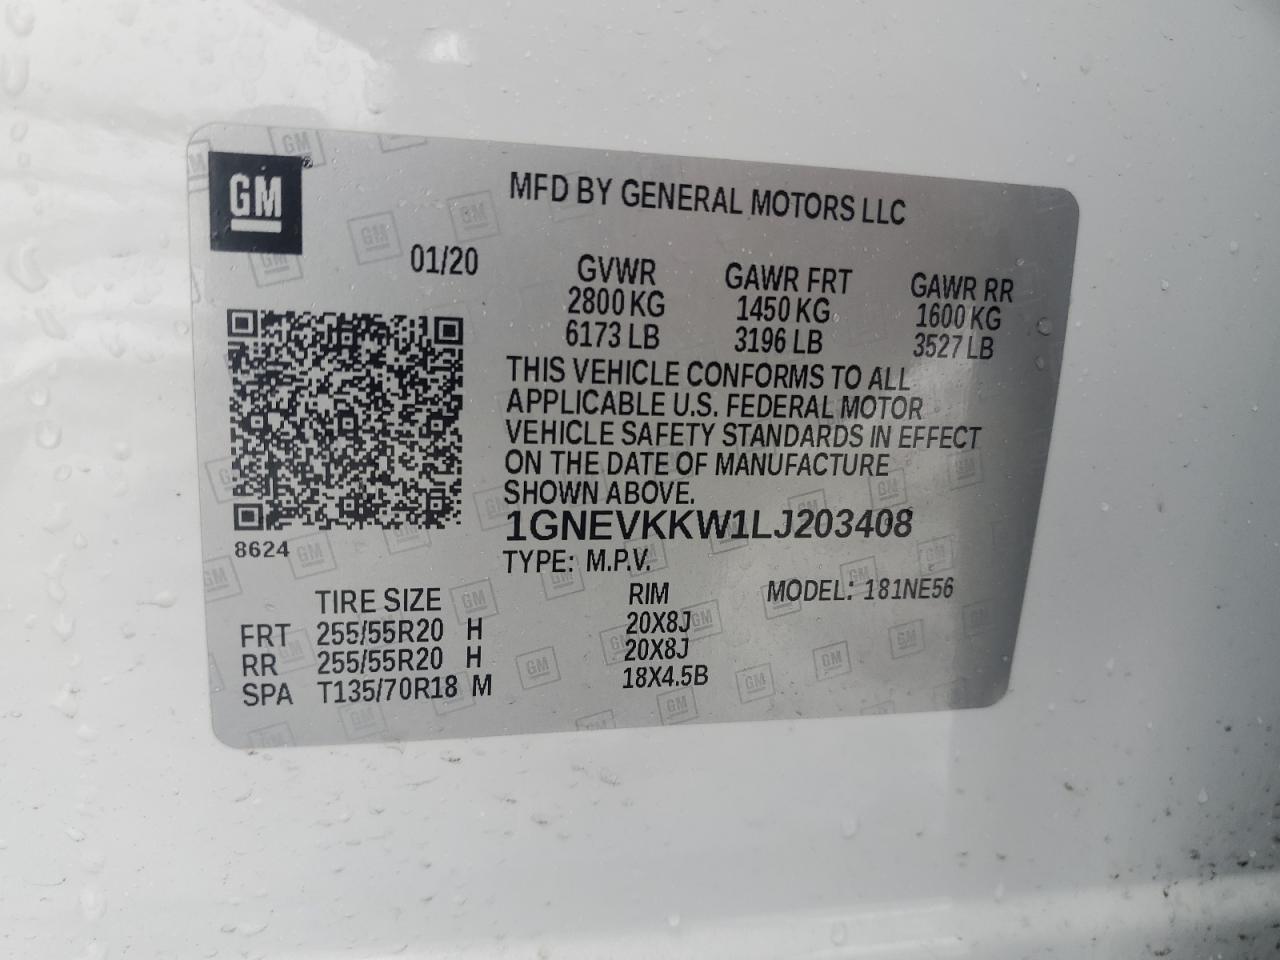 GM
MFD BY GENERAL MOTORS LLC
01/20
GVWR GAWR FRT GAWR RR
2800 KG 1450 KG 1600 KG
6173 LB 3196 LB 3527 LB
THIS VEHICLE CONFORMS TO ALL
APPLICABLE U.S. FEDERAL MOTOR
VEHICLE SAFETY STANDARDS IN EFFECT
ON THE DATE OF MANUFACTURE
SHOWN ABOVE.
1GNEVKKW1LJ203408
8624
TYPE: M.P.V.
MODEL: 181NE56
TIRE SIZE RIM
FRT 255/55R20 H 20X8J
RR 255/55R20 H 20X8J
SPA T135/70R18 M 18X4.5B